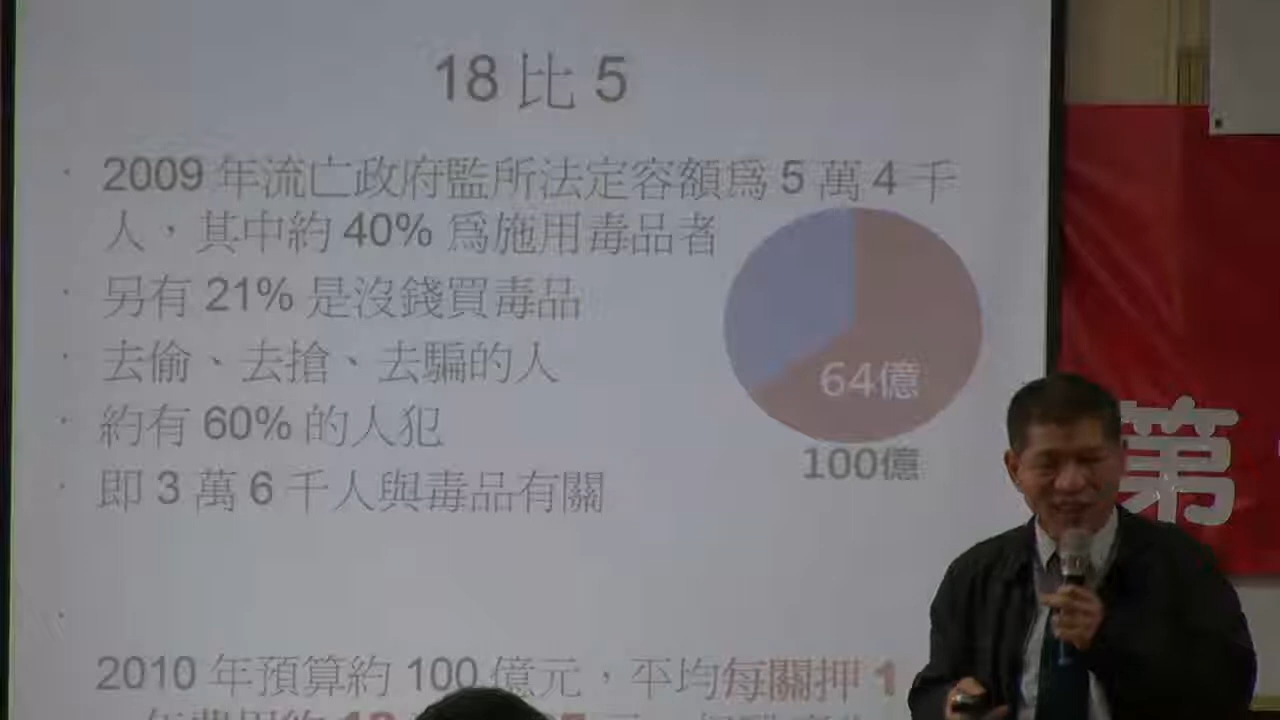 18 比 5
· 2009 年流亡政府監所法定容額爲 5 萬 4 千
人，其中約 40% 爲施用毒品者
· 另有 21% 是沒錢買毒品
· 去偷、去搶、去騙的人
· 約有 60% 的人犯
· 即 3 萬 6 千人與毒品有關
64億
100億
·
2010 年預算約 100 億元，平均每關押 1
第